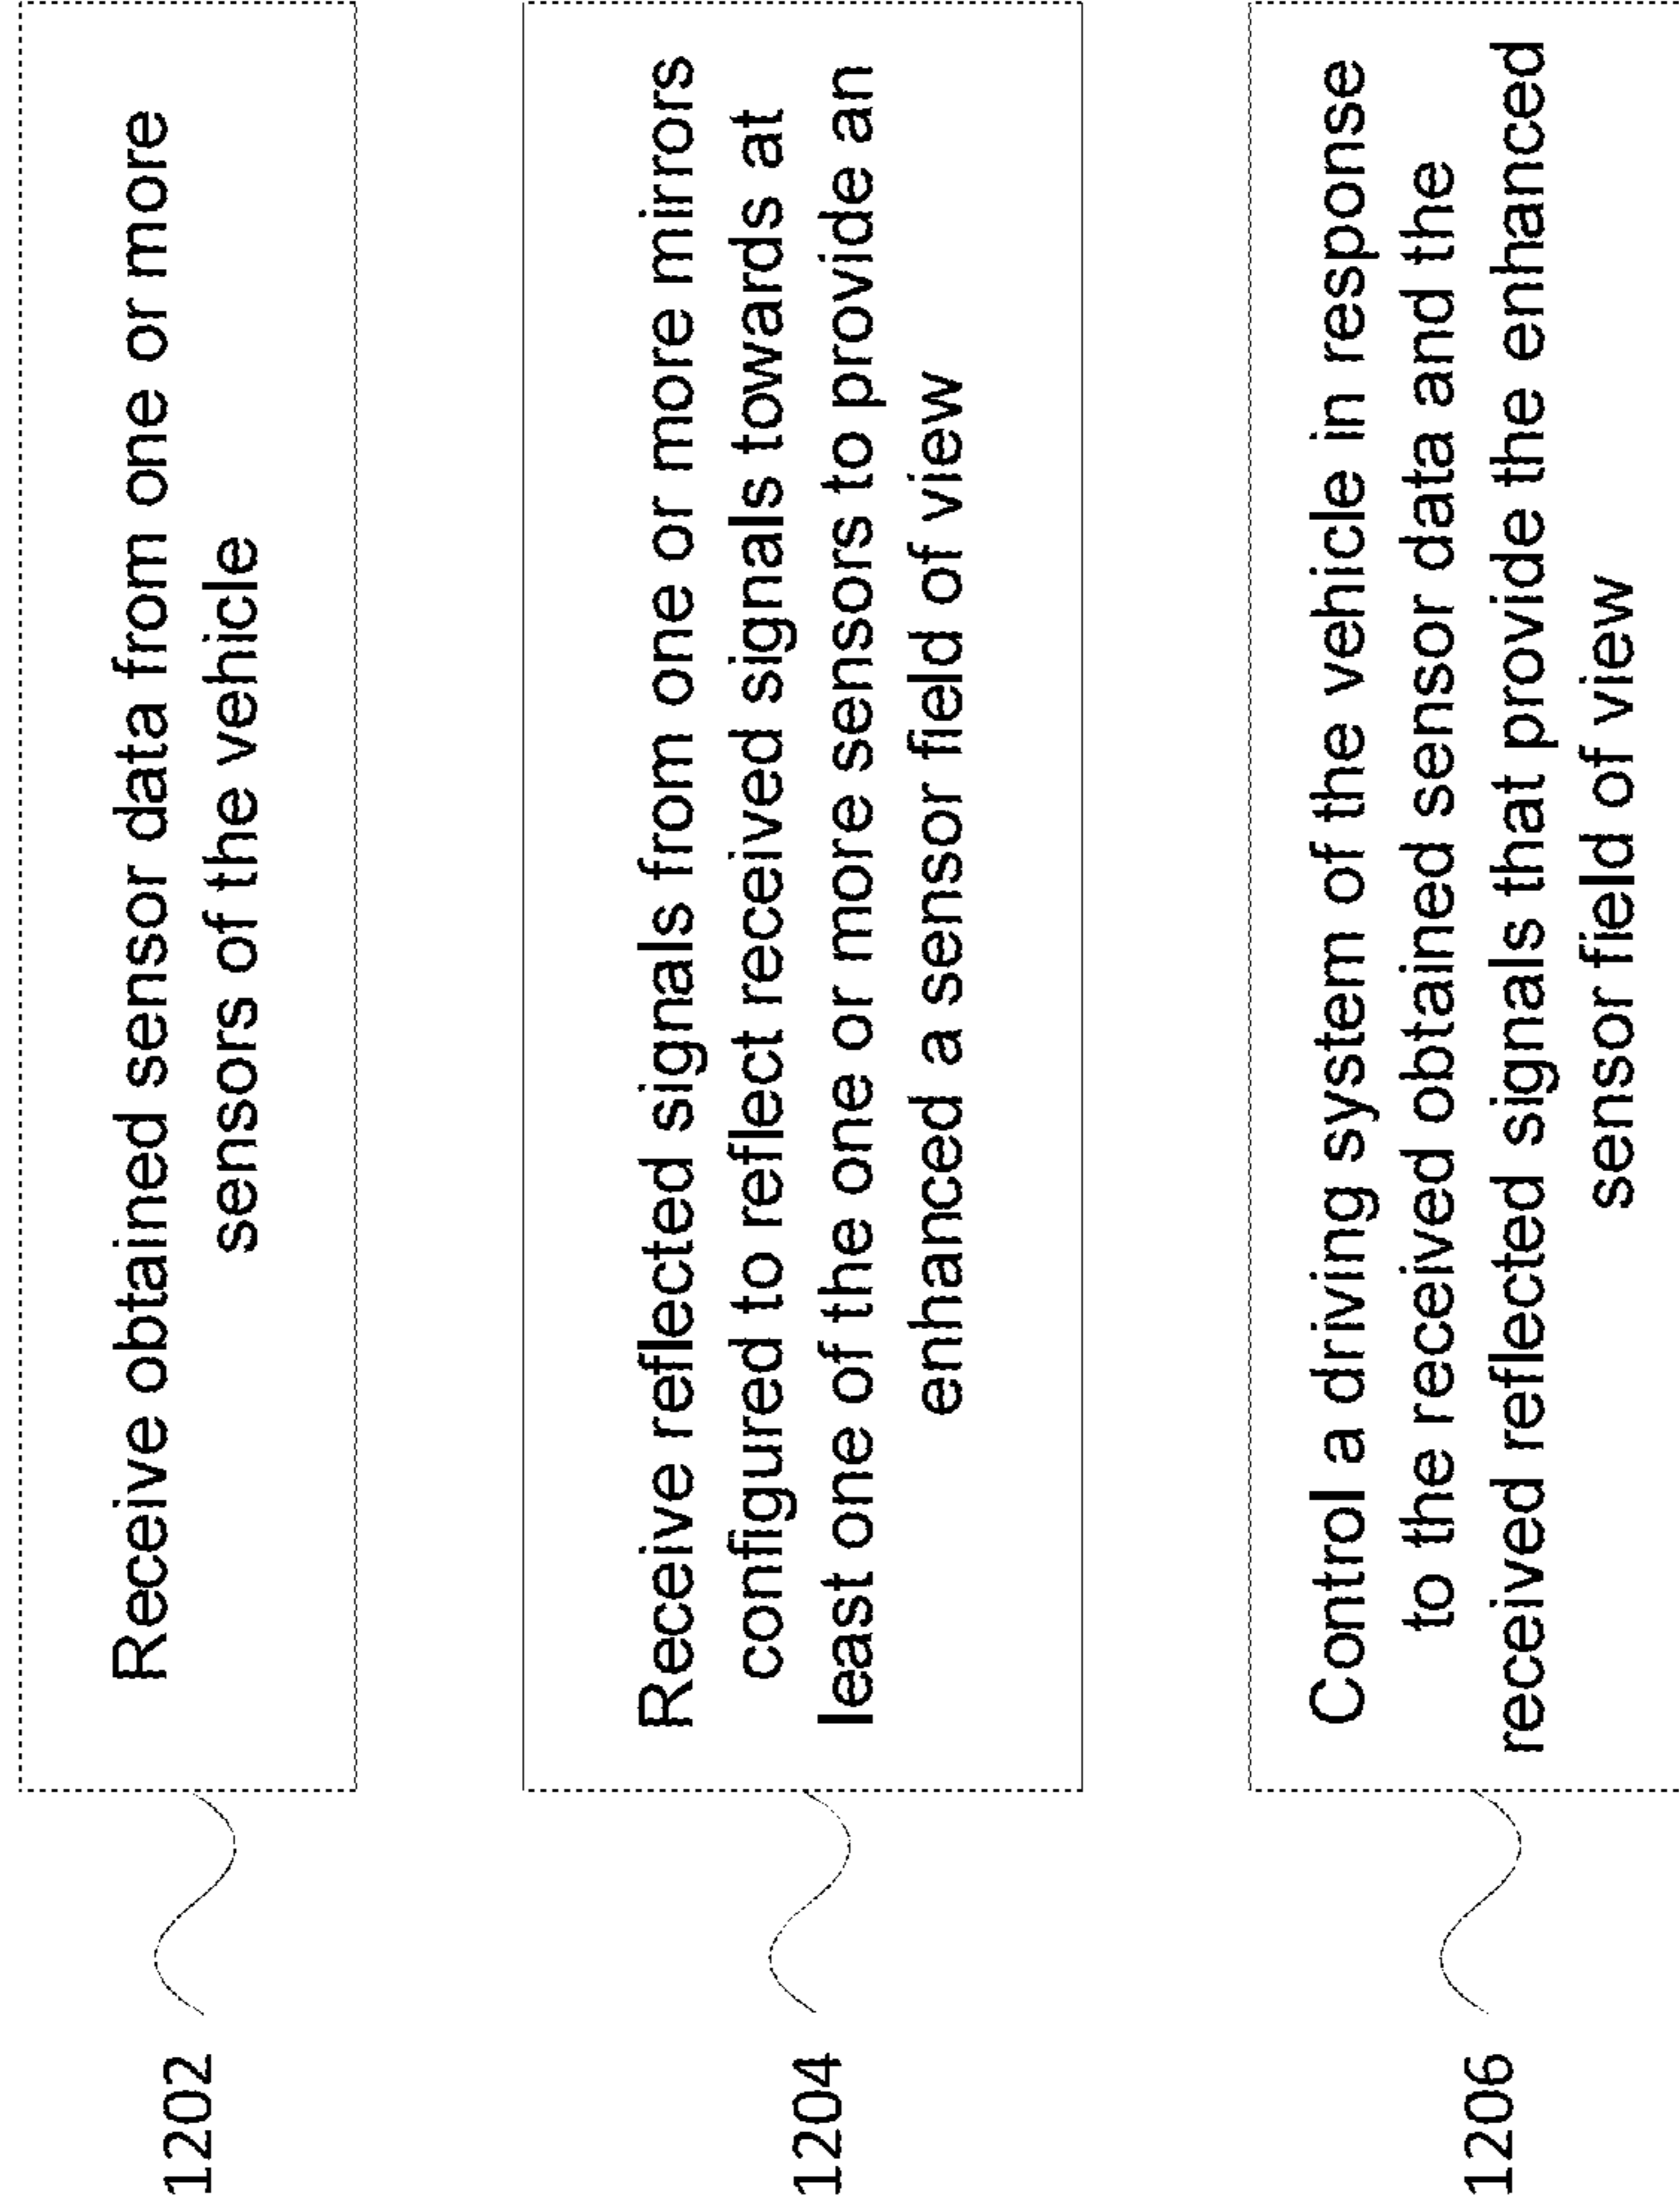 1202
Receive obtained sensor data from one or more
sensors of the vehicle
1204
Receive reflected signals from one or more mirrors
configured to reflect received signals towards at
least one of the one or more sensors to provide an
enhanced a sensor field of view
1206
Control a driving system of the vehicle in response
to the received obtained sensor data and the
received reflected signals that provide the enhanced
sensor field of view